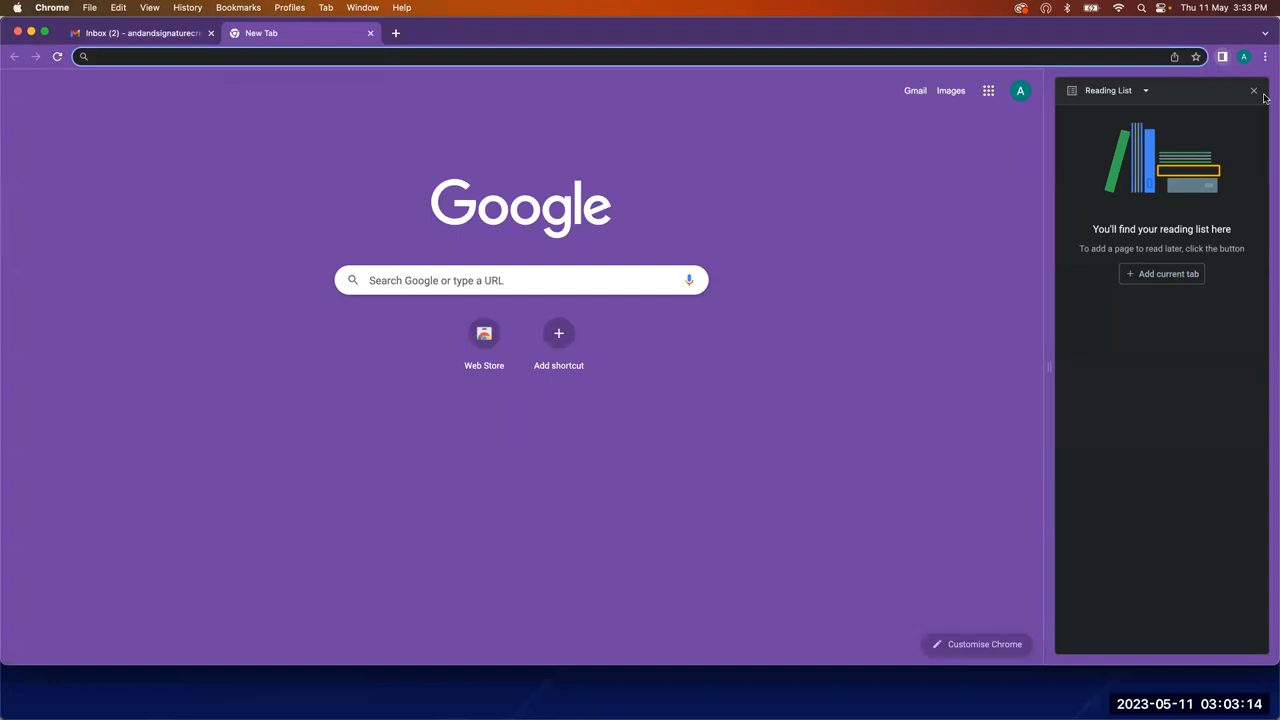 Chrome File Edit View History Bookmarks Profiles Tab Window Help Thu 11 May 3:33 PM
Inbox (2) - andandsignaturecr New Tab
Gmail Images A
Reading List
Google
Search Google or type a URL
Web Store Add shortcut
You'll find your reading list here
To add a page to read later, click the button
+ Add current tab
Customise Chrome
2023-05-11 03:03:14